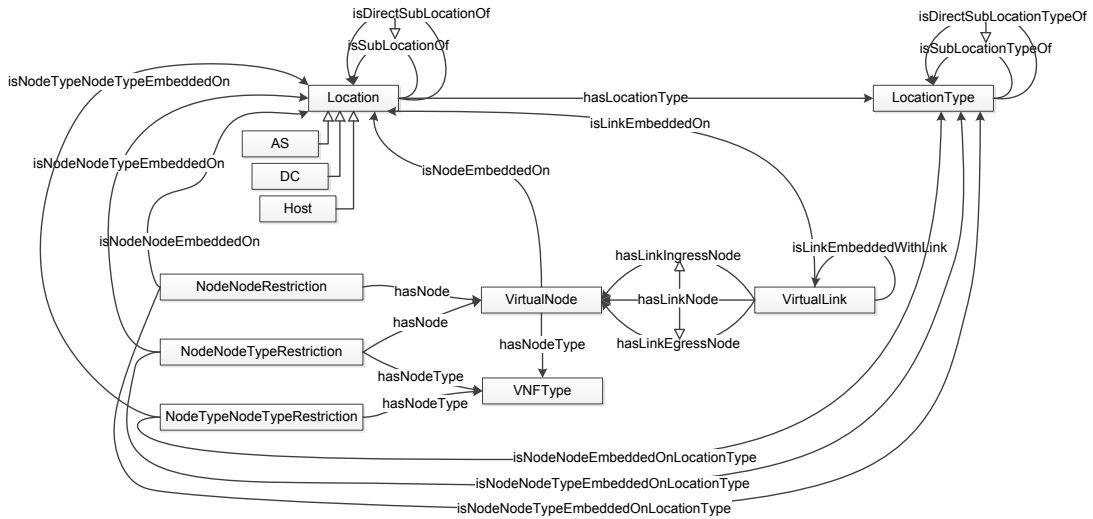 isDirectSubLocationOf
isDirectSubLocationTypeOf
isSubLocationOf
isSubLocationTypeOf
isNodeTypeNodeTypeEmbeddedOn
Location
hasLocationType
LocationType
isLinkEmbeddedOn
AS
isNodeNodeTypeEmbeddedOn
isNodeEmbeddedOn
DC
Host
isNodeNodeEmbeddedOn
isLinkEmbeddedWithLink
hasLinkIngressNode
NodeNodeRestriction
hasNode
VirtualNode
hasLinkNode
VirtualLink
hasNode
hasLinkEgressNode
hasNodeType
NodeNodeTypeRestriction
hasNodeType
VNFType
hasNodeType
NodeTypeNodeTypeRestriction
isNodeNodeEmbeddedOnLocationType
isNodeNodeTypeEmbeddedOnLocationType
isNodeNodeTypeEmbeddedOnLocationType